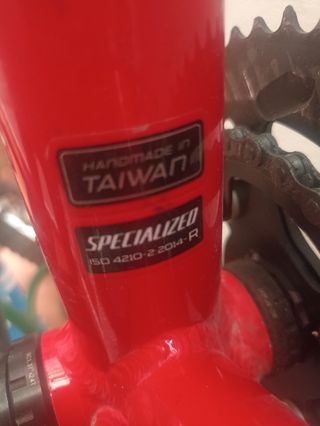 HANDMADE IN
TAIWAN
SPECIALIZED
ISO 4210-2:2014-R